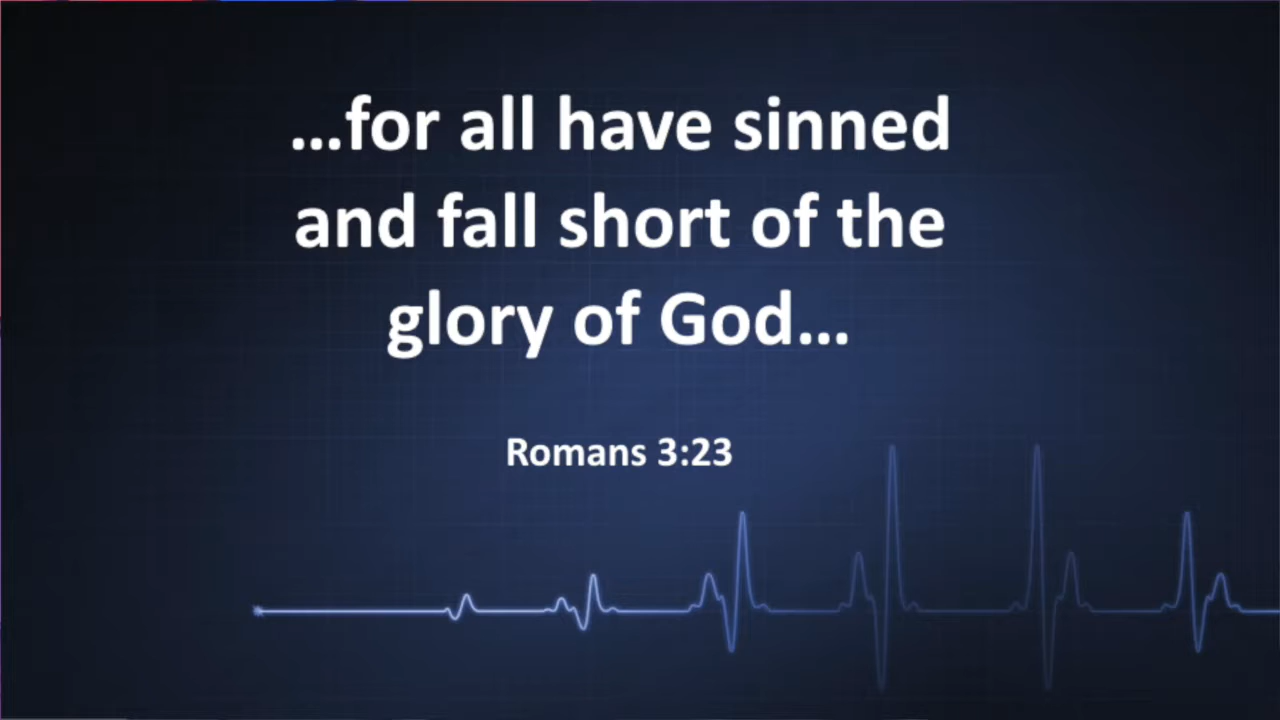 ...for all have sinned
and fall short of the
glory of God...
Romans 3:23